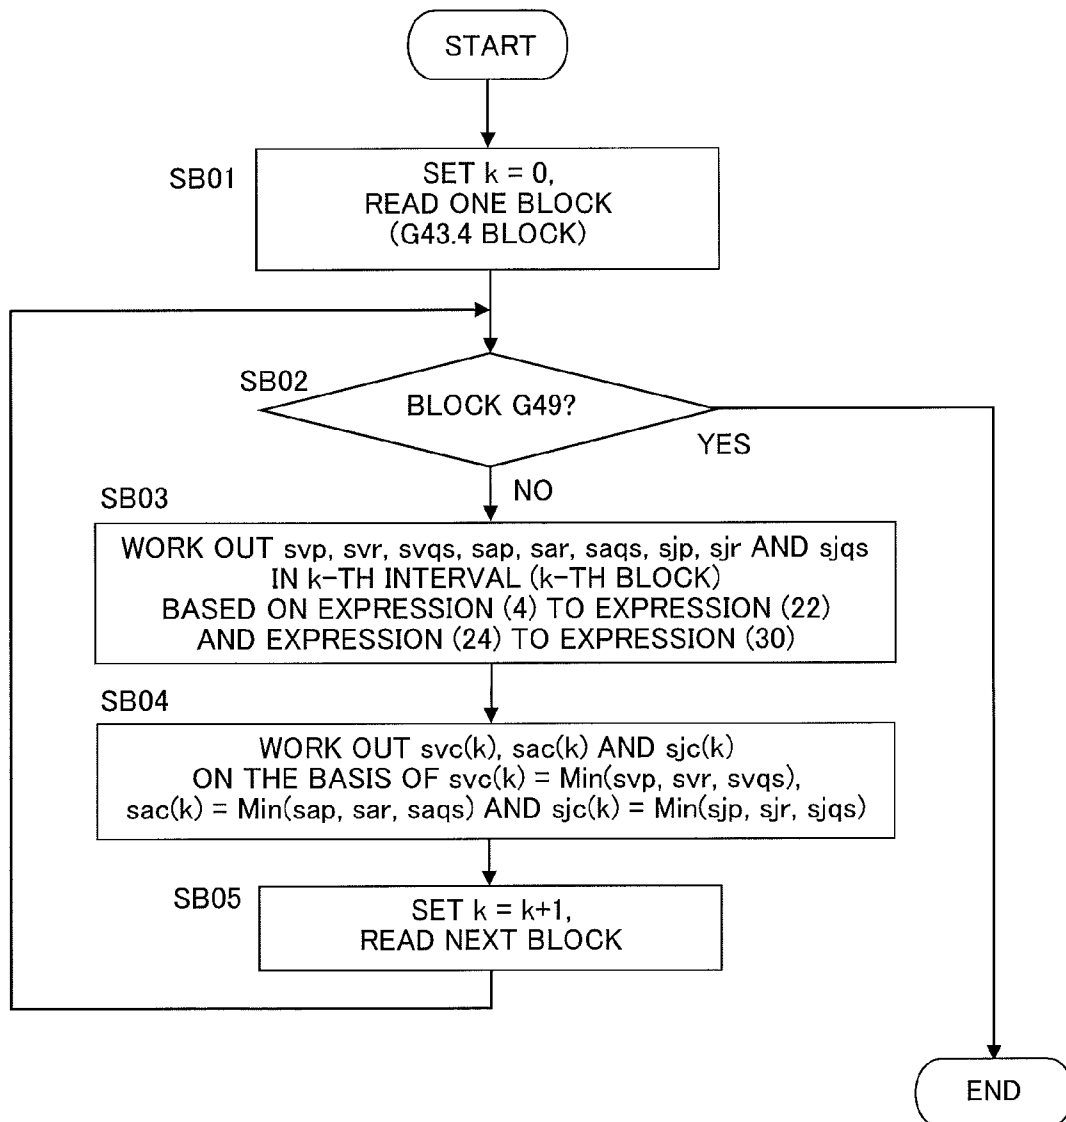 START
SB01
SET k = 0,
READ ONE BLOCK
(G43.4 BLOCK)
SB02
BLOCK G49?
YES
NO
SB03
WORK OUT svp, svr, svqs, sap, sar, saqs, sjp, sjr AND sjqs
IN k-TH INTERVAL (k-TH BLOCK)
BASED ON EXPRESSION (4) TO EXPRESSION (22)
AND EXPRESSION (24) TO EXPRESSION (30)
SB04
WORK OUT svc(k), sac(k) AND sjc(k)
ON THE BASIS OF svc(k) = Min(svp, svr, svqs),
sac(k) = Min(sap, sar, saqs) AND sjc(k) = Min(sjp, sjr, sjqs)
SB05
SET k = k+1,
READ NEXT BLOCK
END